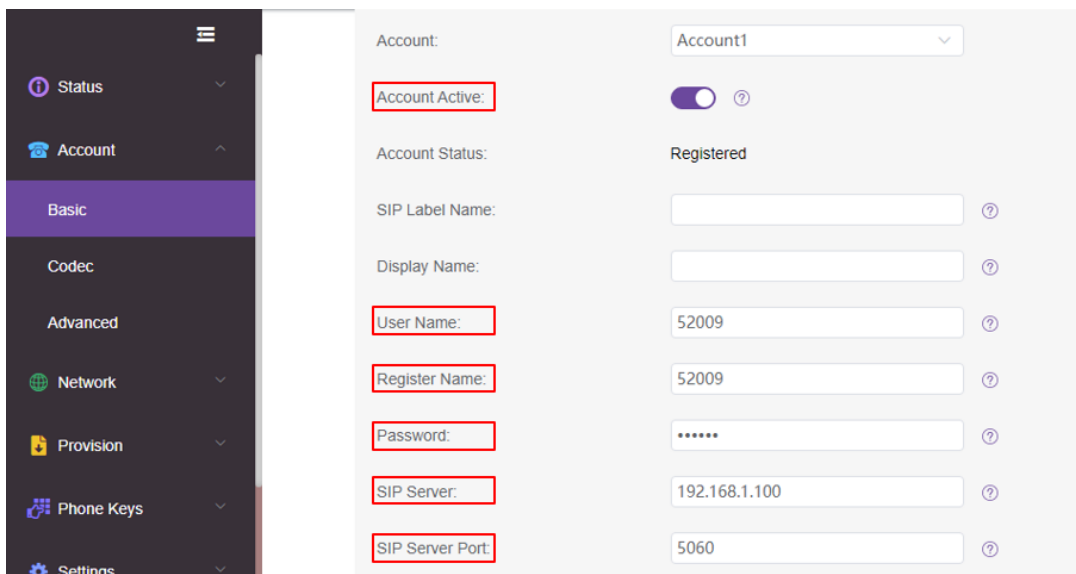 Status
Account
Basic
Codec
Advanced
Network
Provision
Phone Keys
Settings
Account: Account1
Account Active:
Account Status: Registered
SIP Label Name:
Display Name:
User Name: 52009
Register Name: 52009
Password: ••••••
SIP Server: 192.168.1.100
SIP Server Port: 5060